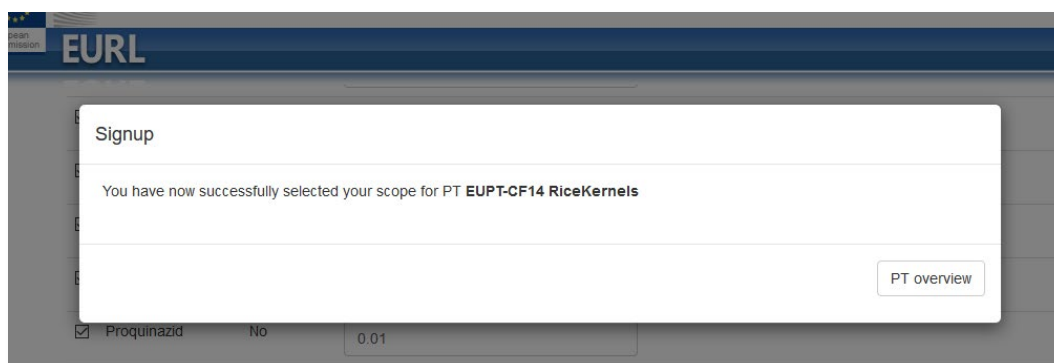 EURL
Signup
You have now successfully selected your scope for PT EUPT-CF14 RiceKernels
PT overview
Proquinazid No 0.01